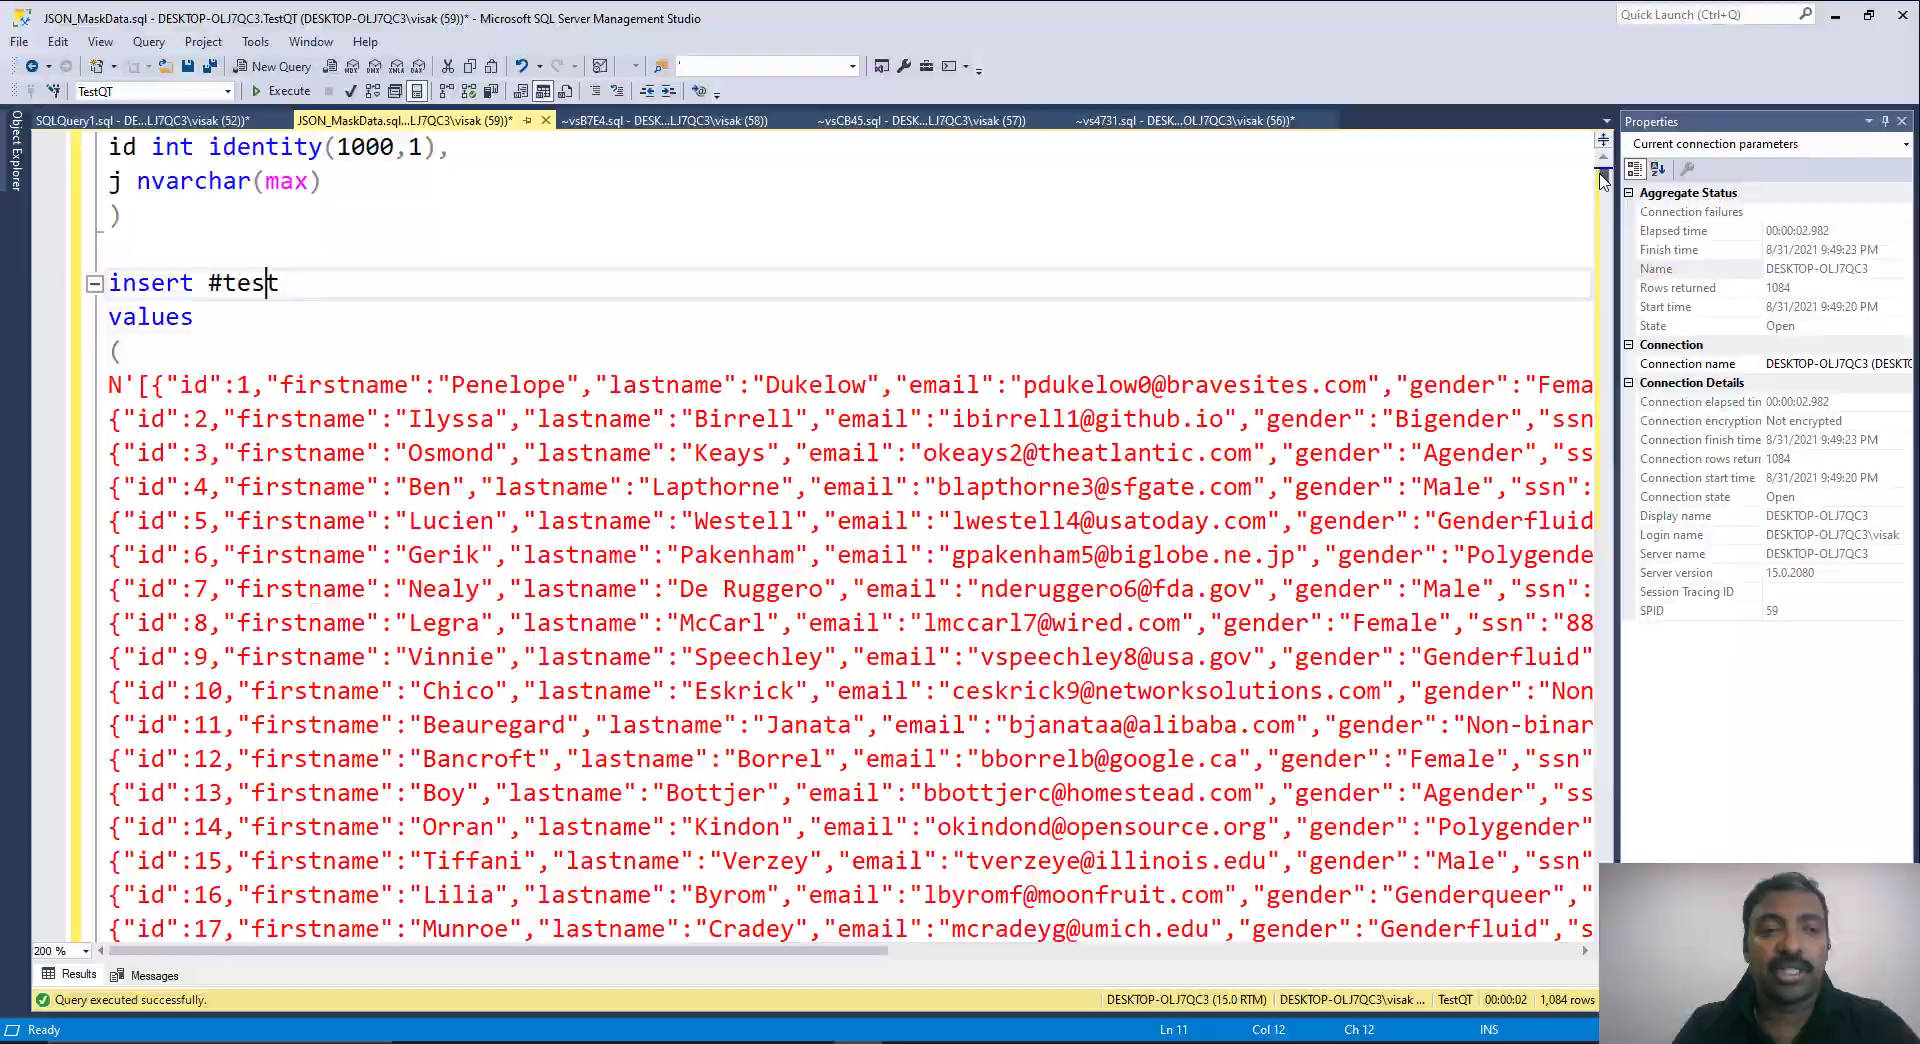 JSON_MaskData.sql - DESKTOP-OLJ7QC3.TestQT (DESKTOP-OLJ7QC3\visak (59))* - Microsoft SQL Server Management Studio
Quick Launch (Ctrl+Q)
File Edit View Query Project Tools Window Help
New Query
TestQT
Execute
Object Explorer
SQLQuery1.sql - DE...LJ7QC3\visak (52))*
JSON_MaskData.sql...LJ7QC3\visak (59))*
~vsB7E4.sql - DESK...LJ7QC3\visak (58))
~vsCB45.sql - DESK...LJ7QC3\visak (57))
~vs4731.sql - DESK...OLJ7QC3\visak (56))*
id int identity(1000,1),
j nvarchar(max)
)
insert #test
values
(
N'[{"id":1,"firstname":"Penelope","lastname":"Dukelow","email":"pdukelow0@bravesites.com","gender":"Fema
{"id":2,"firstname":"Ilyssa","lastname":"Birrell","email":"ibirrell1@github.io","gender":"Bigender","ssn
{"id":3,"firstname":"Osmond","lastname":"Keays","email":"okeays2@theatlantic.com","gender":"Agender","ss
{"id":4,"firstname":"Ben","lastname":"Lapthorne","email":"blapthorne3@sfgate.com","gender":"Male","ssn":
{"id":5,"firstname":"Lucien","lastname":"Westell","email":"lwestell4@usatoday.com","gender":"Genderfluid
{"id":6,"firstname":"Gerik","lastname":"Pakenham","email":"gpakenham5@biglobe.ne.jp","gender":"Polygende
{"id":7,"firstname":"Nealy","lastname":"De Ruggero","email":"nderuggero6@fda.gov","gender":"Male","ssn":
{"id":8,"firstname":"Legra","lastname":"McCarl","email":"lmccarl7@wired.com","gender":"Female","ssn":"88
{"id":9,"firstname":"Vinnie","lastname":"Speechley","email":"vspeechley8@usa.gov","gender":"Genderfluid"
{"id":10,"firstname":"Chico","lastname":"Eskrick","email":"ceskrick9@networksolutions.com","gender":"Non
{"id":11,"firstname":"Beauregard","lastname":"Janata","email":"bjanataa@alibaba.com","gender":"Non-binar
{"id":12,"firstname":"Bancroft","lastname":"Borrel","email":"bborrelb@google.ca","gender":"Female","ssn"
{"id":13,"firstname":"Boy","lastname":"Bottjer","email":"bbottjerc@homestead.com","gender":"Agender","ss
{"id":14,"firstname":"Orran","lastname":"Kindon","email":"okindond@opensource.org","gender":"Polygender"
{"id":15,"firstname":"Tiffani","lastname":"Verzey","email":"tverzeye@illinois.edu","gender":"Male","ssn"
{"id":16,"firstname":"Lilia","lastname":"Byrom","email":"lbyromf@moonfruit.com","gender":"Genderqueer","
{"id":17,"firstname":"Munroe","lastname":"Cradey","email":"mcradeyg@umich.edu","gender":"Genderfluid","s
200 %
Results Messages
Query executed successfully.
DESKTOP-OLJ7QC3 (15.0 RTM) DESKTOP-OLJ7QC3\visak ... TestQT 00:00:02 1,084 rows
Ready
Ln 11 Col 12 Ch 12 INS
Properties
Current connection parameters
Aggregate Status
Connection failures
Elapsed time 00:00:02.982
Finish time 8/31/2021 9:49:23 PM
Name DESKTOP-OLJ7QC3
Rows returned 1084
Start time 8/31/2021 9:49:20 PM
State Open
Connection
Connection name DESKTOP-OLJ7QC3 (DESKTO
Connection Details
Connection elapsed tin 00:00:02.982
Connection encryption Not encrypted
Connection finish time 8/31/2021 9:49:23 PM
Connection rows returr 1084
Connection start time 8/31/2021 9:49:20 PM
Connection state Open
Display name DESKTOP-OLJ7QC3
Login name DESKTOP-OLJ7QC3\visak
Server name DESKTOP-OLJ7QC3
Server version 15.0.2080
Session Tracing ID
SPID 59